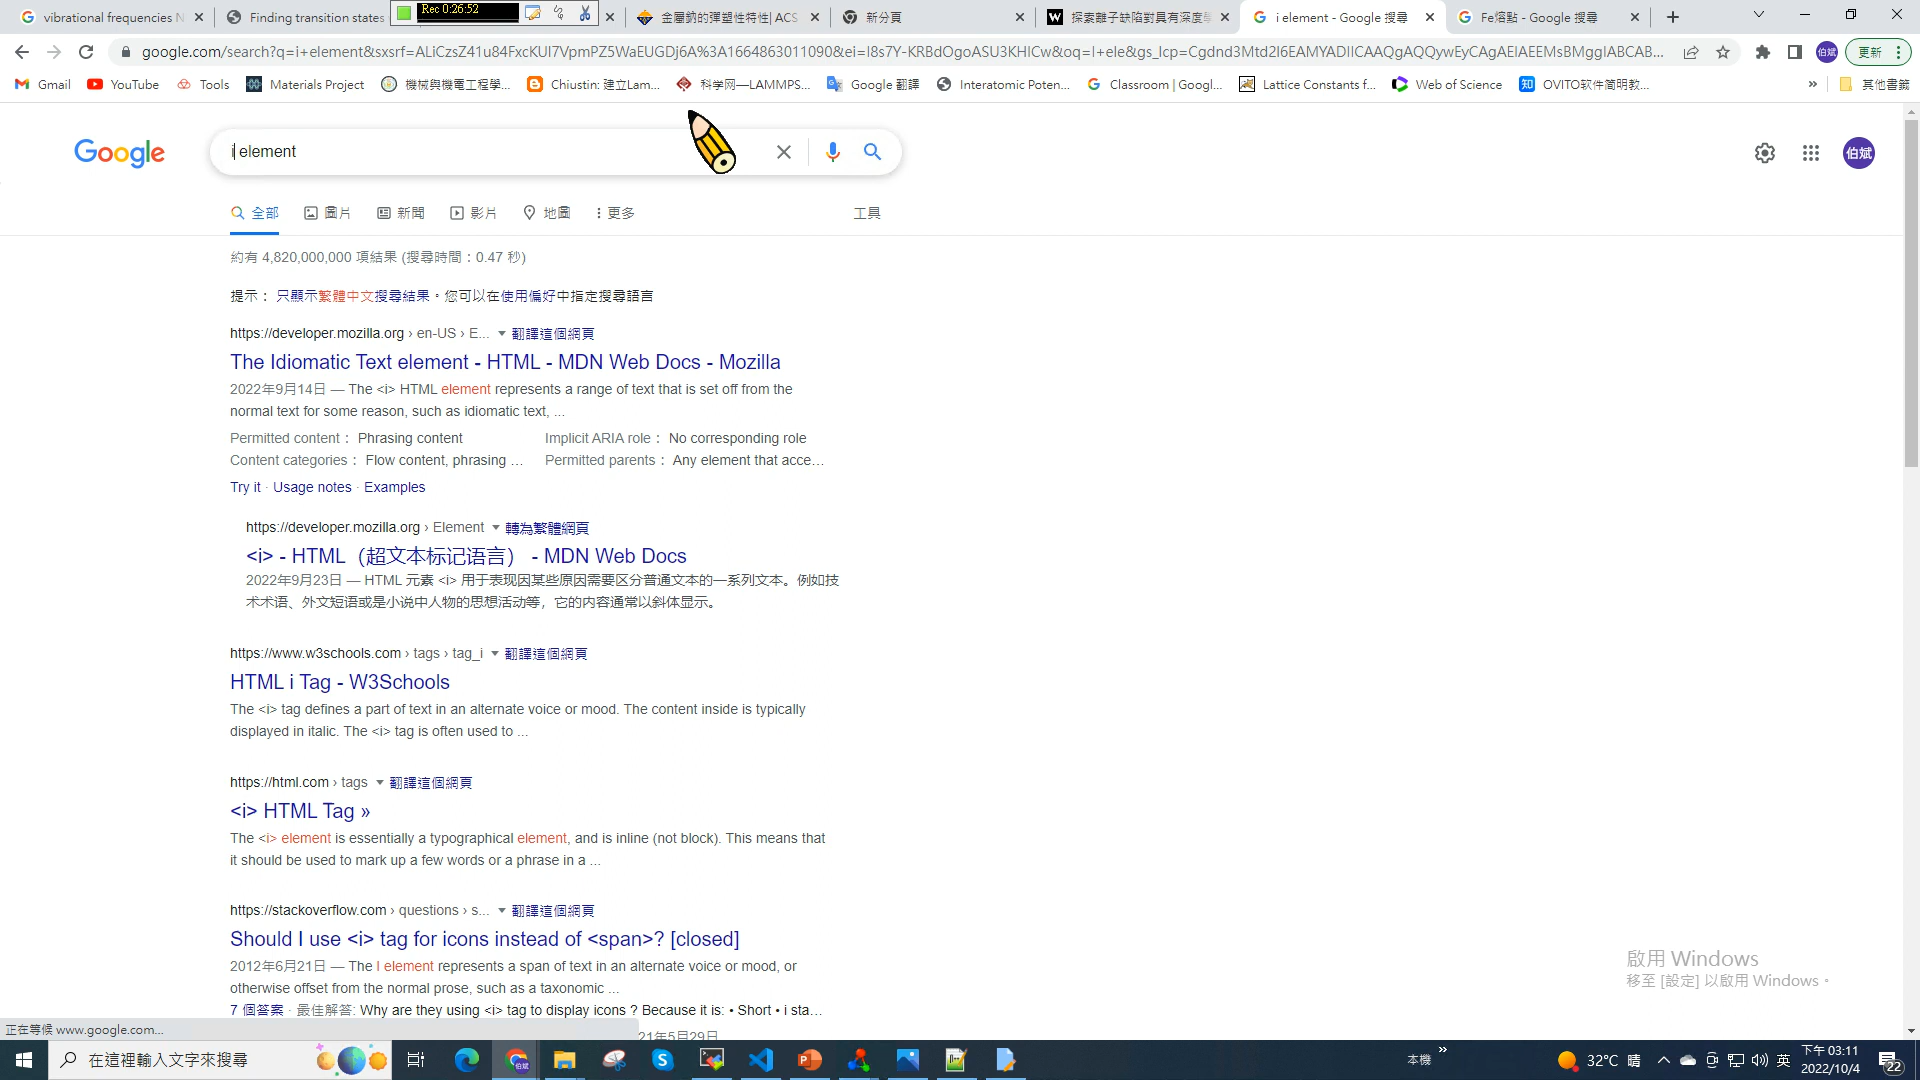 vibrational frequencies N
Finding transition states
Rec 0:26:52
金屬鈉的彈塑性特性| ACS
新分頁
探索離子缺陷對具有深度學
i element - Google 搜尋
Fe熔點 - Google 搜尋
google.com/search?q=i+element&sxsrf=ALiCzsZ41u84FxcKUI7VpmPZ5WaEUGDj6A%3A1664863011090&ei=I8s7Y-KRBdOgoASU3KHICw&oq=I+ele&gs_lcp=Cgdnd3Mtd2l6EAMYADIICAAQgAQQywEyCAgAEIAEEMsBMggIABCAB...
伯斌
更新
Gmail
YouTube
Tools
Materials Project
機械與機電工程學...
Chiustin: 建立Lam...
科学网—LAMMPS...
Google 翻譯
Interatomic Poten...
Classroom | Googl...
Lattice Constants f...
Web of Science
知 OVITO软件简明教...
»
其他書籤
Google
i element
伯斌
全部
圖片
新聞
影片
地圖
更多
工具
約有 4,820,000,000 項結果 (搜尋時間：0.47 秒)
提示： 只顯示繁體中文搜尋結果。您可以在使用偏好中指定搜尋語言
https://developer.mozilla.org › en-US › E... 翻譯這個網頁
The Idiomatic Text element - HTML - MDN Web Docs - Mozilla
2022年9月14日 — The <i> HTML element represents a range of text that is set off from the
normal text for some reason, such as idiomatic text, ...
Permitted content： Phrasing content Implicit ARIA role： No corresponding role
Content categories： Flow content, phrasing ... Permitted parents： Any element that acce...
Try it · Usage notes · Examples
https://developer.mozilla.org › Element 轉為繁體網頁
<i> - HTML（超文本标记语言） - MDN Web Docs
2022年9月23日 — HTML 元素 <i> 用于表现因某些原因需要区分普通文本的一系列文本。例如技
术术语、外文短语或是小说中人物的思想活动等，它的内容通常以斜体显示。
https://www.w3schools.com › tags › tag_i 翻譯這個網頁
HTML i Tag - W3Schools
The <i> tag defines a part of text in an alternate voice or mood. The content inside is typically
displayed in italic. The <i> tag is often used to ...
https://html.com › tags 翻譯這個網頁
<i> HTML Tag »
The <i> element is essentially a typographical element, and is inline (not block). This means that
it should be used to mark up a few words or a phrase in a ...
https://stackoverflow.com › questions › s... 翻譯這個網頁
Should I use <i> tag for icons instead of <span>? [closed]
2012年6月21日 — The I element represents a span of text in an alternate voice or mood, or
otherwise offset from the normal prose, such as a taxonomic ...
7 個答案 · 最佳解答: Why are they using <i> tag to display icons ? Because it is: • Short • i sta...
21年5月29日
正在等候 www.google.com...
啟用 Windows
移至 [設定] 以啟用 Windows。
在這裡輸入文字來搜尋
伯斌
本機
»
32°C 晴
英
下午 03:11
2022/10/4
22